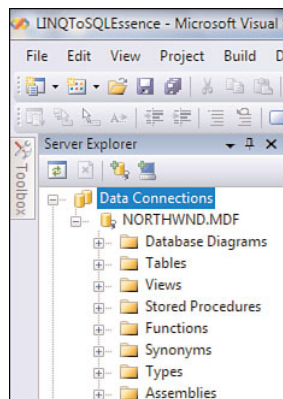 LINQToSQLEssence - Microsoft Visual
File Edit View Project Build D
Server Explorer
Toolbox
Data Connections
NORTHWND.MDF
Database Diagrams
Tables
Views
Stored Procedures
Functions
Synonyms
Types
Assemblies